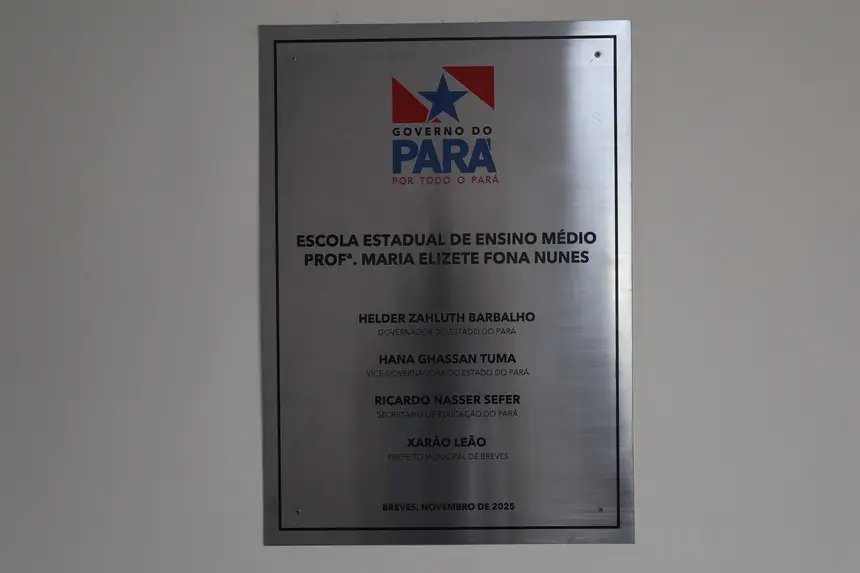 GOVERNO DO
PARÁ
POR TODO O PARÁ
ESCOLA ESTADUAL DE ENSINO MÉDIO
PROFª. MARIA ELIZETE FONA NUNES
HELDER ZAHLUTH BARBALHO
GOVERNADOR DO ESTADO DO PARÁ
HANA GHASSAN TUMA
VICE-GOVERNADORA DO ESTADO DO PARÁ
RICARDO NASSER SEFER
SECRETÁRIO DE EDUCAÇÃO DO PARÁ
XARÃO LEÃO
PREFEITO MUNICIPAL DE BREVES
BREVES, NOVEMBRO DE 2025